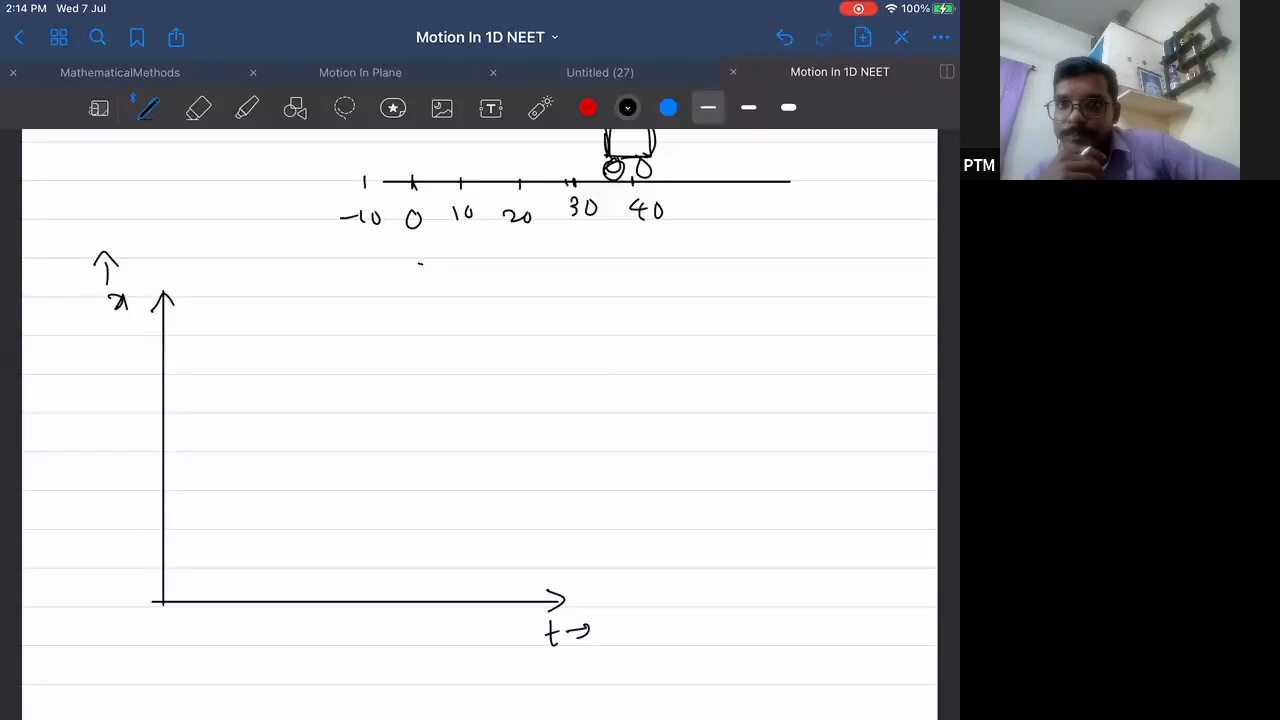 2:14 PM Wed 7 Jul 100%
Motion In 1D NEET
MathematicalMethods Motion In Plane Untitled (27) Motion In 1D NEET
PTM
-10 0 10 20 30 40
x
t→